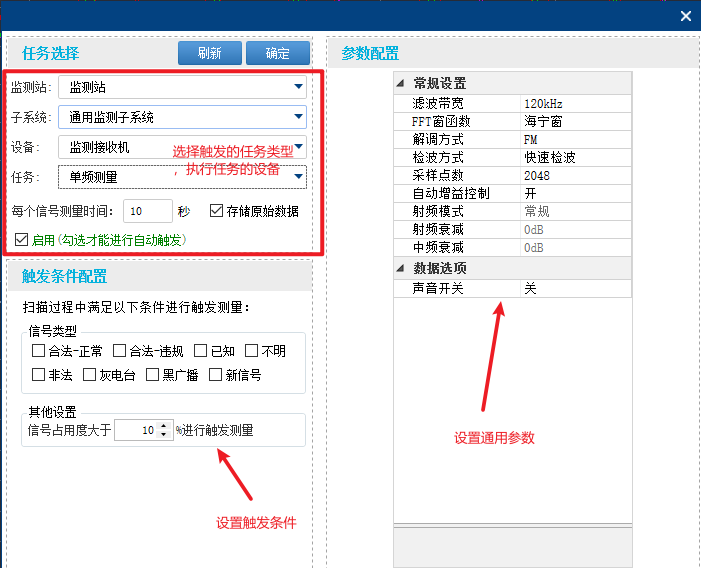 任务选择
刷新
确定
监测站:
监测站
子系统:
通用监测子系统
设备:
监测接收机
选择触发的任务类型
，执行任务的设备
任务:
单频测量
每个信号测量时间:
10
秒
存储原始数据
启用(勾选才能进行自动触发)
触发条件配置
扫描过程中满足以下条件进行触发测量:
信号类型
合法-正常
合法-违规
已知
不明
非法
灰电台
黑广播
新信号
其他设置
信号占用度大于 10 %进行触发测量
设置触发条件
参数配置
常规设置
滤波带宽 120kHz
FFT窗函数 海宁窗
解调方式 FM
检波方式 快速检波
采样点数 2048
自动增益控制 开
射频模式 常规
射频衰减 0dB
中频衰减 0dB
数据选项
声音开关 关
设置通用参数